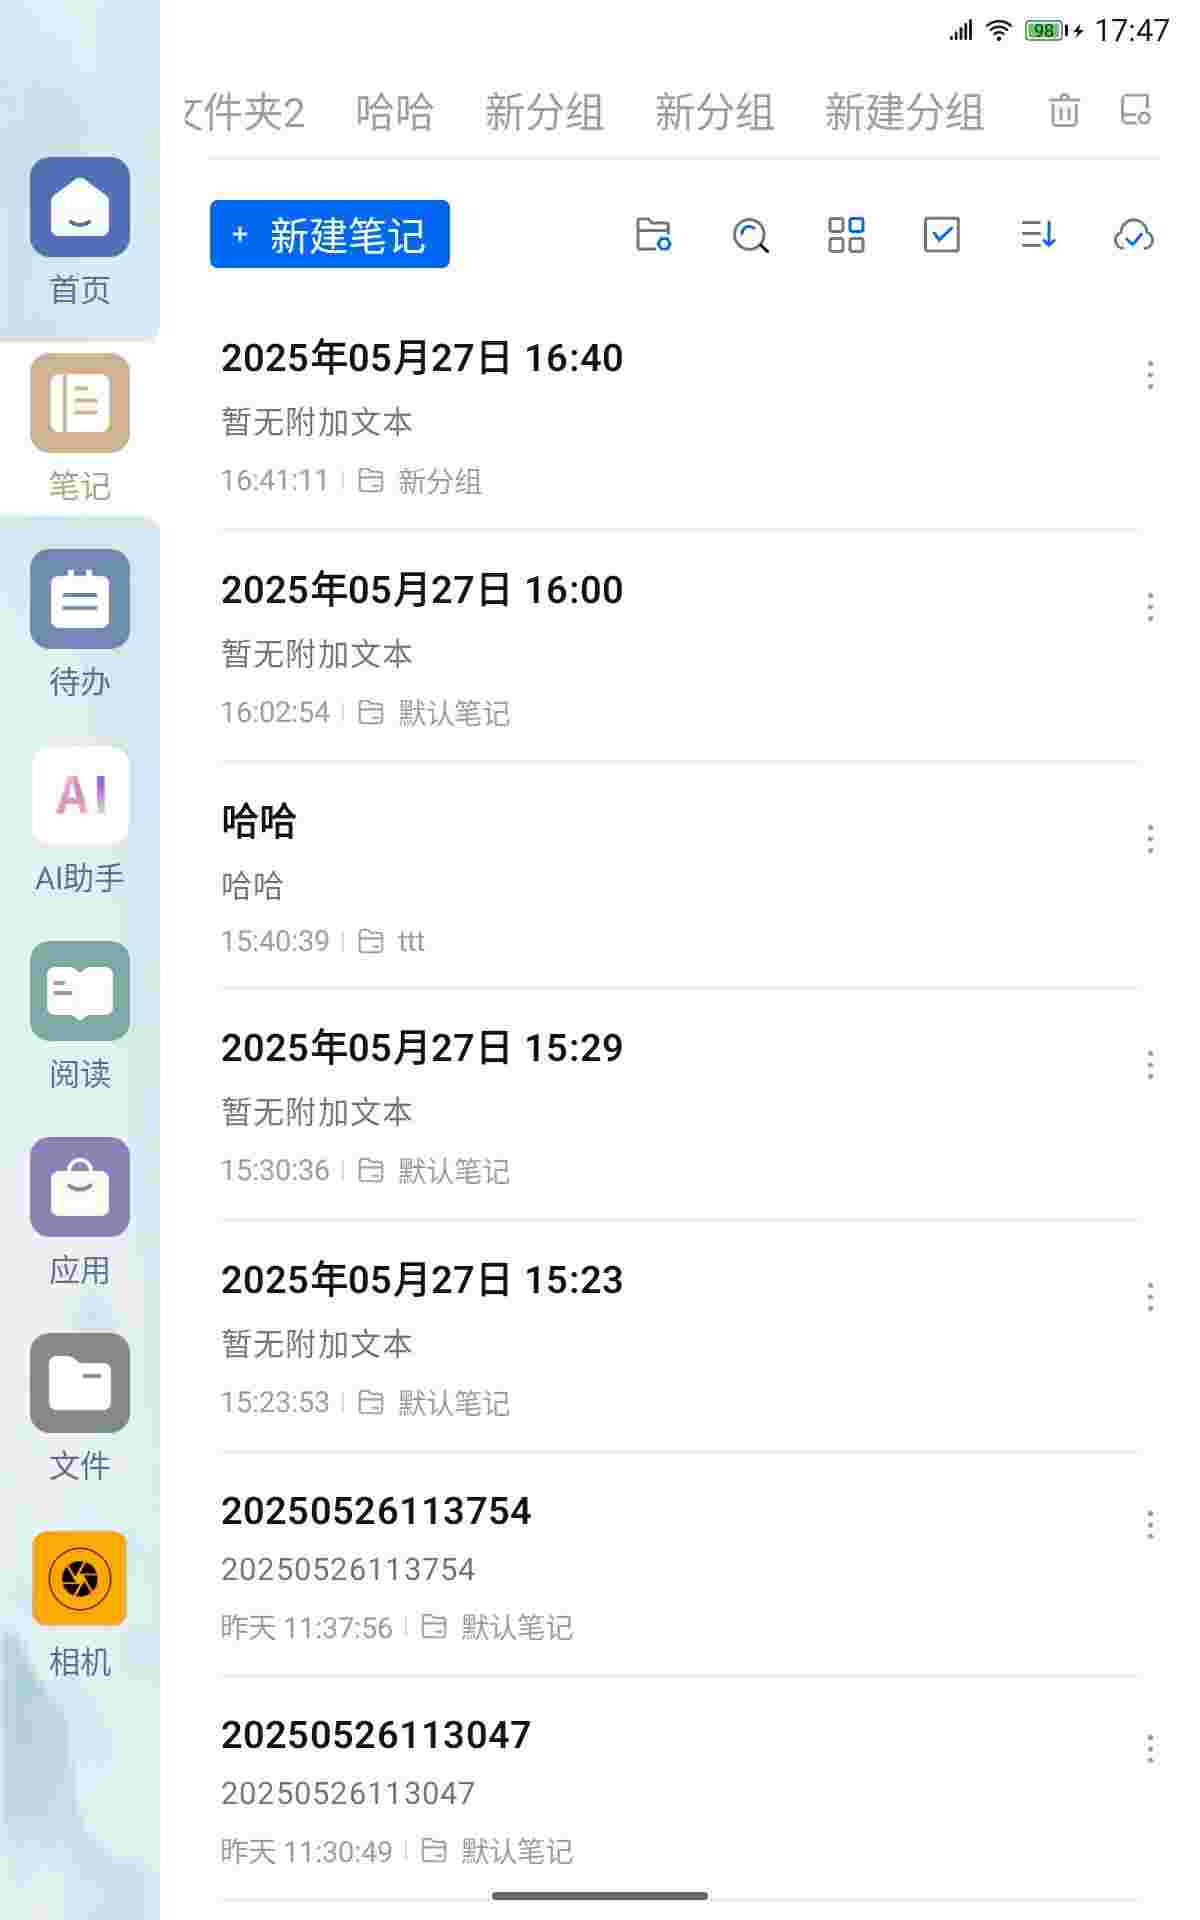 98 17:47
文件夹2 哈哈 新分组 新分组 新建分组
+ 新建笔记
首页
笔记
待办
AI
AI助手
阅读
应用
文件
相机
2025年05月27日 16:40
暂无附加文本
16:41:11 新分组
2025年05月27日 16:00
暂无附加文本
16:02:54 默认笔记
哈哈
哈哈
15:40:39 ttt
2025年05月27日 15:29
暂无附加文本
15:30:36 默认笔记
2025年05月27日 15:23
暂无附加文本
15:23:53 默认笔记
20250526113754
20250526113754
昨天 11:37:56 默认笔记
20250526113047
20250526113047
昨天 11:30:49 默认笔记